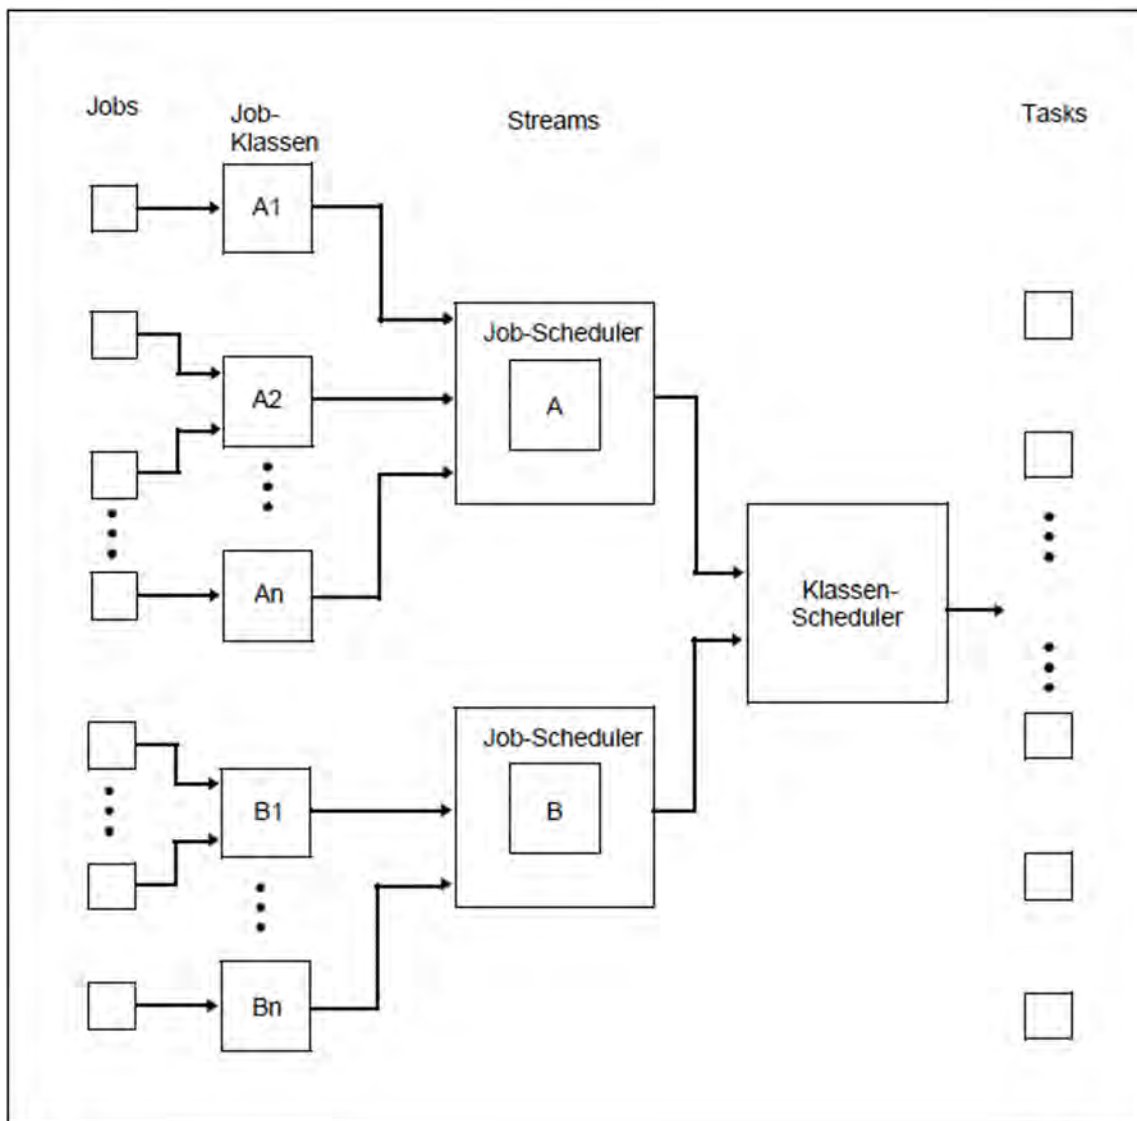 Jobs
Job-
Klassen
Streams
Tasks
A1
Job-Scheduler
A
A2
An
Klassen-
Scheduler
Job-Scheduler
B
B1
Bn